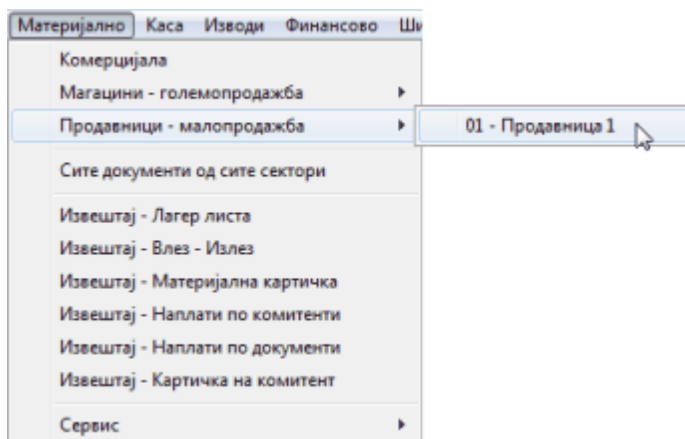 Материјално Каса Изводи Финансово
Комерцијала
Магацини - големопродажба
Продавници - малопродажба
01 - Продавница 1
Сите документи од сите сектори
Извештај - Лагер листа
Извештај - Влез - Излез
Извештај - Материјална картичка
Извештај - Наплати по комитенти
Извештај - Наплати по документи
Извештај - Картичка на комитент
Сервис